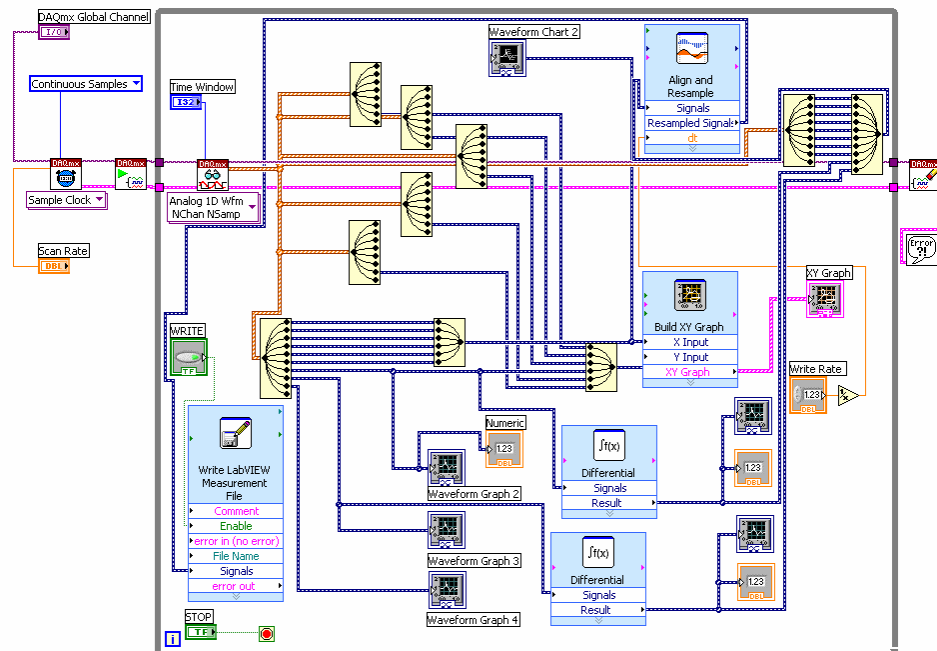 DAQmx Global Channel
I/O
Continuous Samples
Time Window
I32
DAQmx
DAQmx
DAQmx
DAQmx
Sample Clock
Analog 1D Wfm
NChan NSamp
Scan Rate
DBL
Waveform Chart 2
Align and
Resample
Signals
Resampled Signals
dt
Error
?!
XY Graph
Build XY Graph
X Input
Y Input
XY Graph
Write Rate
1.23
DBL
WRITE
TF
Write LabVIEW
Measurement
File
Comment
Enable
error in (no error)
File Name
Signals
error out
Numeric
1.23
DBL
Waveform Graph 2
Waveform Graph 3
Waveform Graph 4
∫f(x)
Differential
Signals
Result
1.23
DBL
∫f(x)
Differential
Signals
Result
1.23
DBL
STOP
TF
i